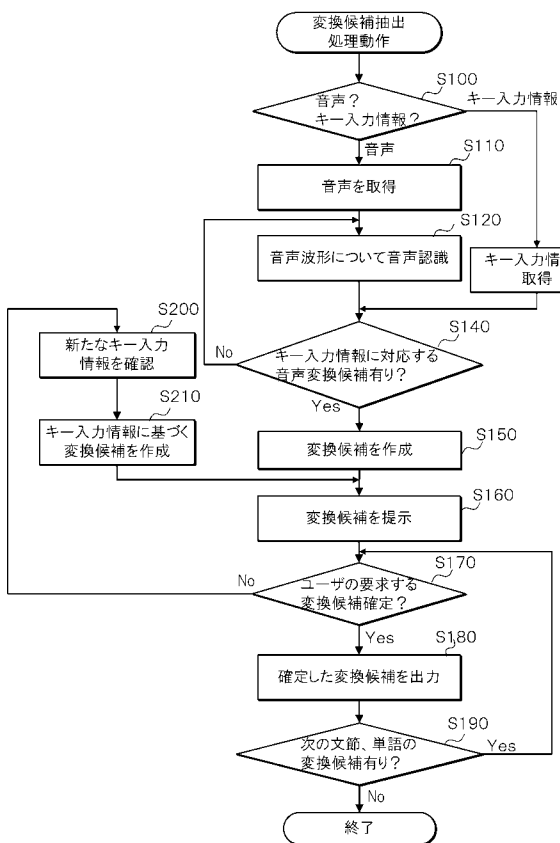 変換候補抽出
処理動作
S100
音声？
キー入力情報？
キー入力情報
音声
S110
音声を取得
S120
音声波形について音声認識
キー入力情
取得
S140
キー入力情報に対応する
音声変換候補有り？
No
Yes
S200
新たなキー入力
情報を確認
S210
キー入力情報に基づく
変換候補を作成
S150
変換候補を作成
S160
変換候補を提示
S170
ユーザの要求する
変換候補確定？
No
Yes
S180
確定した変換候補を出力
S190
次の文節、単語の
変換候補有り？
Yes
No
終了